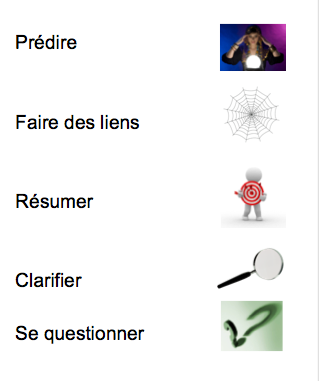 Prédire
Faire des liens
Résumer
Clarifier
Se questionner